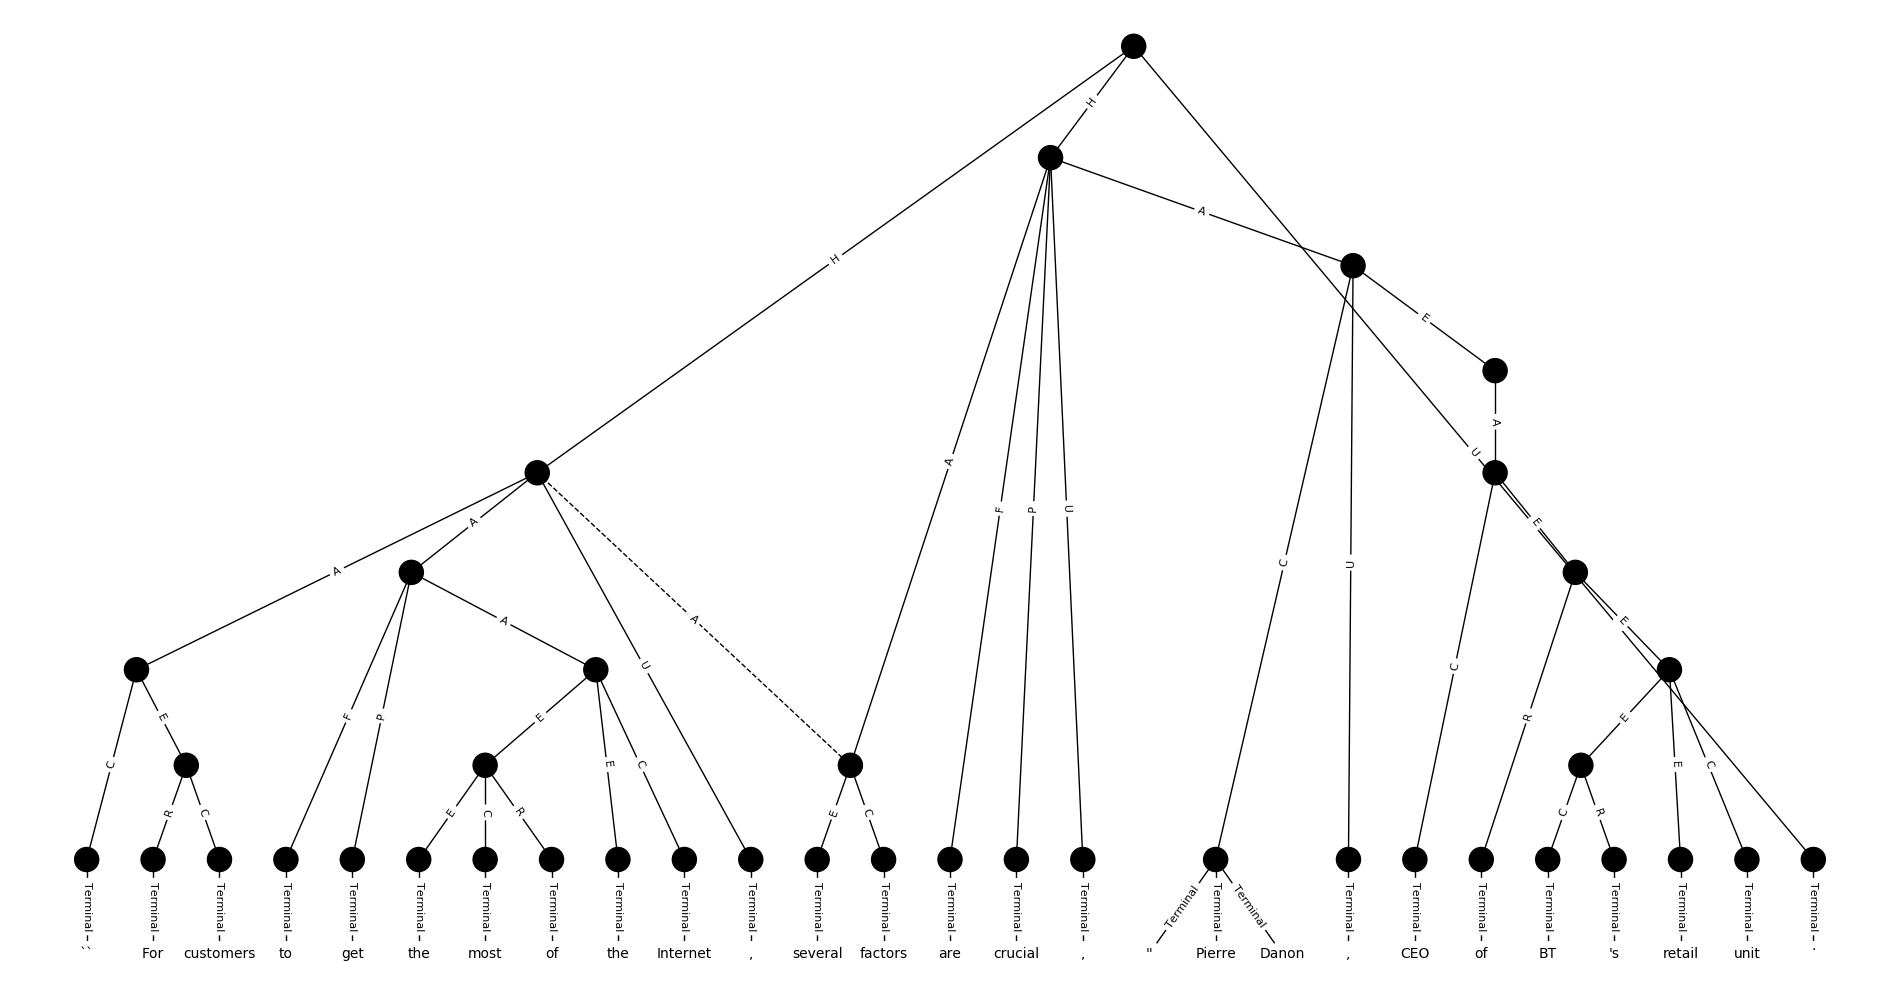 H
H
A
H
E
A
U
A
E
A
F
P
U
C
U
A
A
A
U
E
C
E
F
P
E
R
E
C
E
E
C
E
C
R
C
E
C
R
E
C
C
R
Terminal Terminal Terminal Terminal Terminal Terminal Terminal Terminal Terminal Terminal Terminal Terminal Terminal Terminal Terminal Terminal Terminal Terminal Terminal Terminal Terminal Terminal Terminal Terminal Terminal Terminal Terminal
For customers to get the most of the Internet , several factors are crucial , " Pierre Danon , CEO of BT 's retail unit .